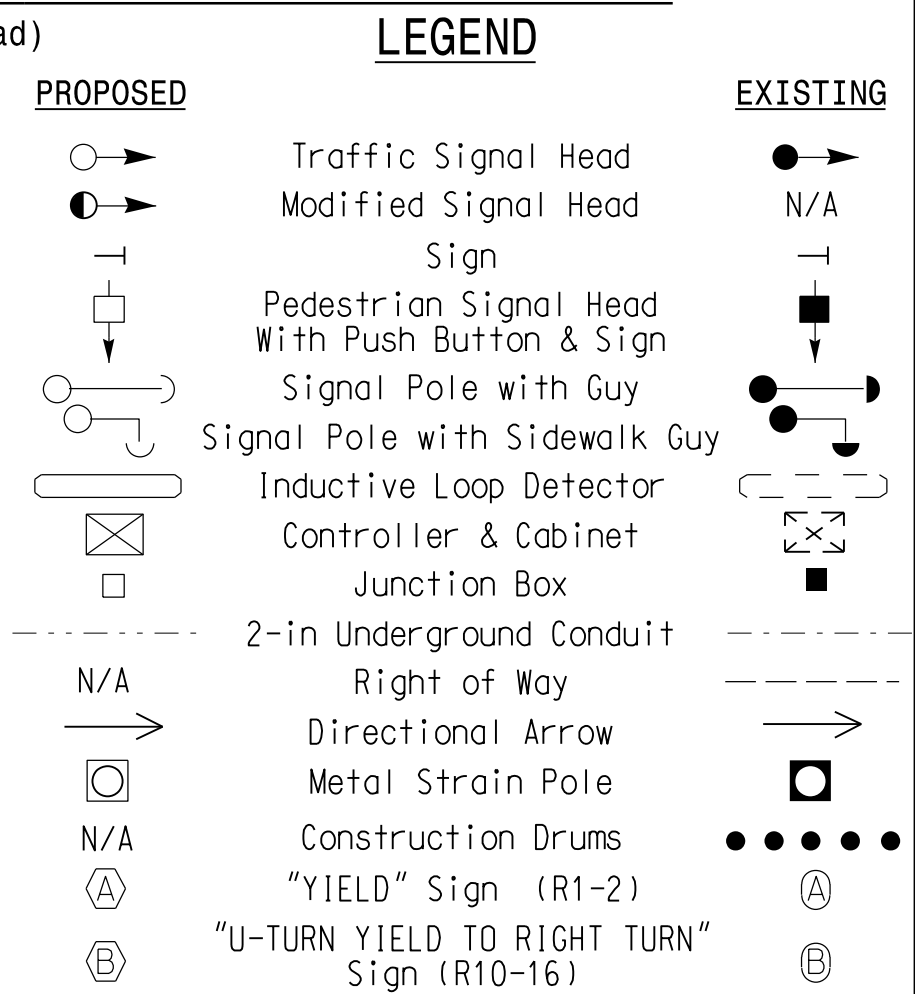 ad)
LEGEND
PROPOSED EXISTING
Traffic Signal Head
Modified Signal Head N/A
Sign
Pedestrian Signal Head
With Push Button & Sign
Signal Pole with Guy
Signal Pole with Sidewalk Guy
Inductive Loop Detector
Controller & Cabinet
Junction Box
2-in Underground Conduit
N/A Right of Way
Directional Arrow
Metal Strain Pole
N/A Construction Drums
A "YIELD" Sign (R1-2) A
"U-TURN YIELD TO RIGHT TURN"
B Sign (R10-16) B